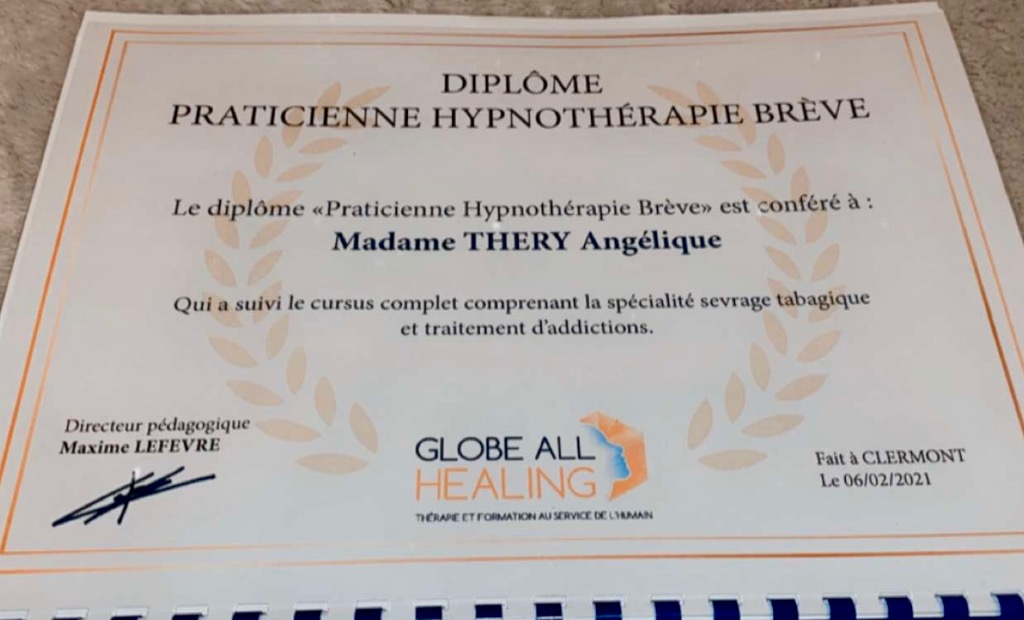 DIPLÔME
PRATICIENNE HYPNOTHÉRAPIE BRÈVE
Le diplôme «Praticienne Hypnothérapie Brève» est conféré à :
Madame THERY Angélique
Qui a suivi le cursus complet comprenant la spécialité sevrage tabagique
et traitement d'addictions.
Directeur pédagogique
Maxime LEFEVRE
GLOBE ALL
HEALING
THÉRAPIE ET FORMATION AU SERVICE DE L'HUMAIN
Fait à CLERMONT
Le 06/02/2021